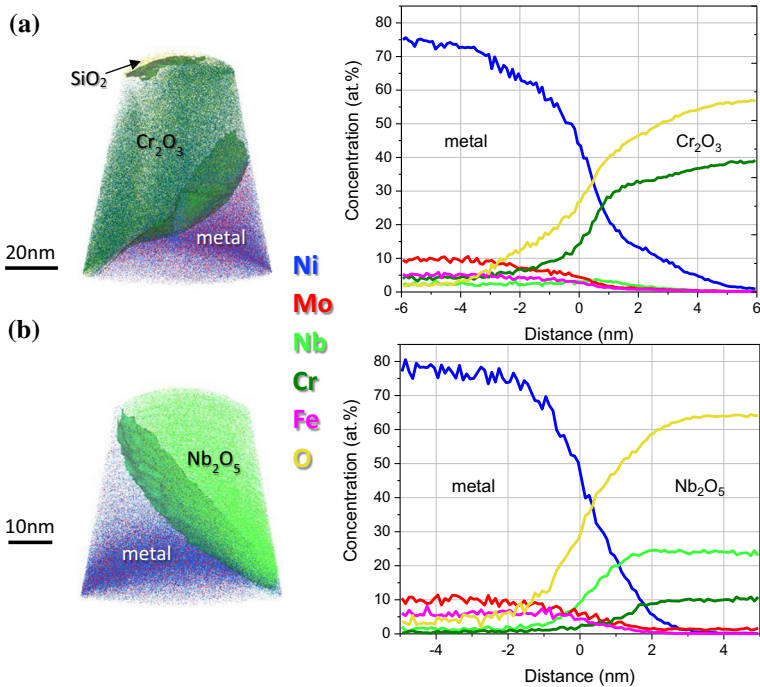 (a)
SiO2
Cr2O3
metal
20nm
Concentration (at.%)
80
70
60
50
40
30
20
10
0
metal
Cr2O3
-6 -4 -2 0 2 4 6
Distance (nm)
Ni
Mo
Nb
Cr
Fe
O
(b)
Nb2O5
metal
10nm
Concentration (at.%)
80
70
60
50
40
30
20
10
0
metal
Nb2O5
-4 -2 0 2 4
Distance (nm)